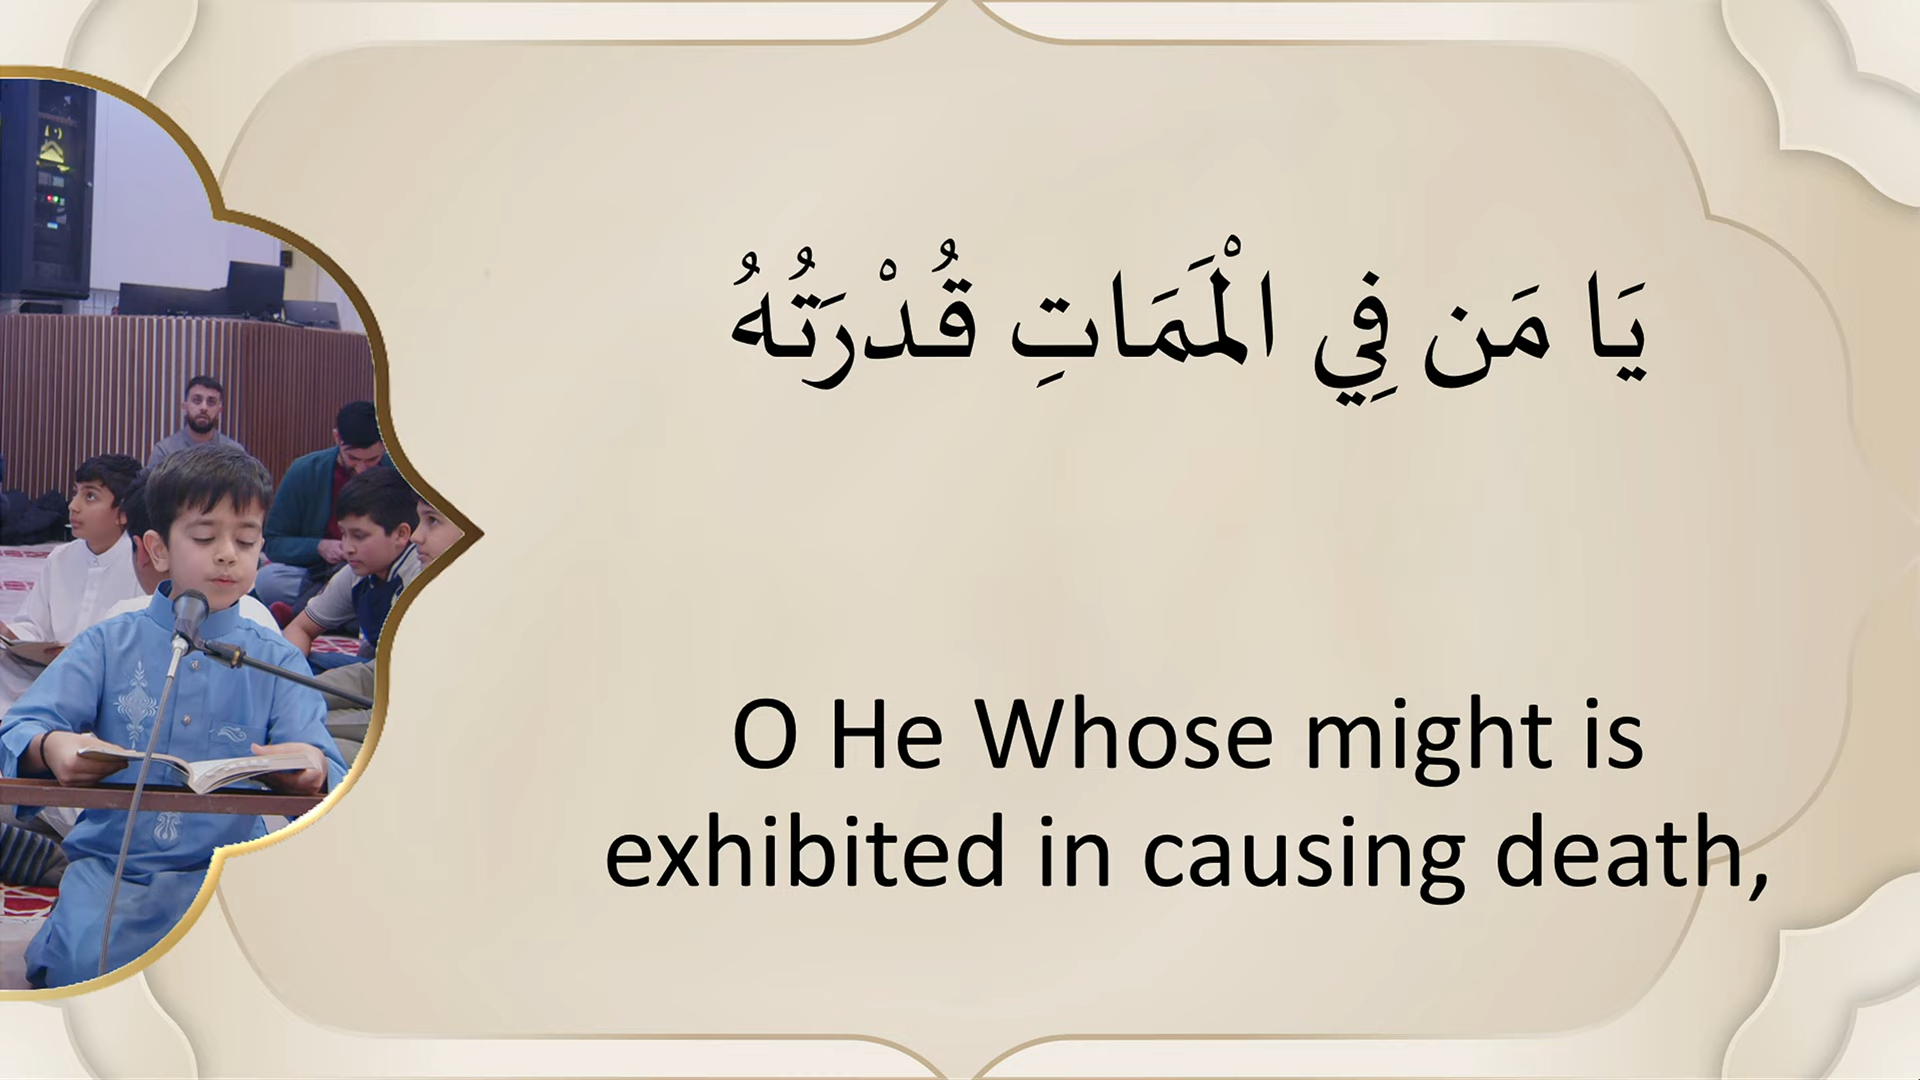 يَا مَن فِي الْمَمَاتِ قُدْرَتُهُ
O He Whose might is
exhibited in causing death,